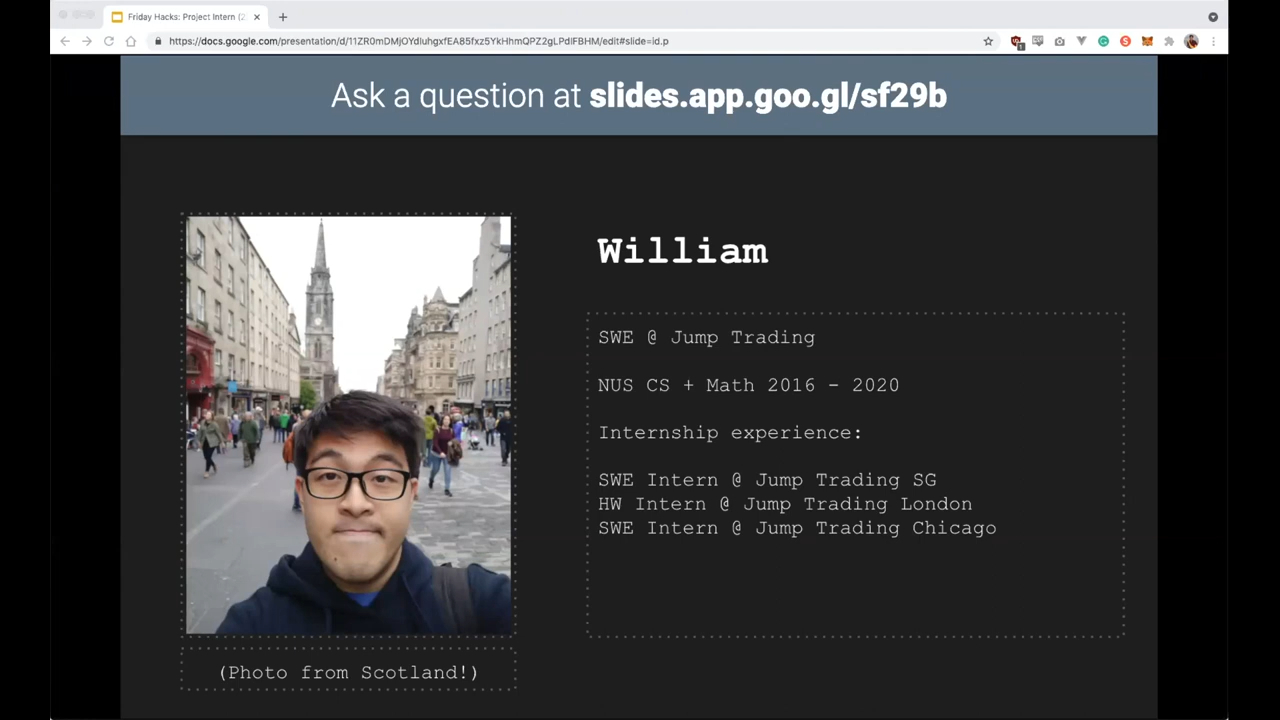 Friday Hacks: Project Intern (2
https://docs.google.com/presentation/d/11ZR0mDMjOYdIuhgxfEA85fxz5YkHhmQPZ2gLPdIFBHM/edit#slide=id.p
Ask a question at slides.app.goo.gl/sf29b
William
SWE @ Jump Trading
NUS CS + Math 2016 - 2020
Internship experience:
SWE Intern @ Jump Trading SG
HW Intern @ Jump Trading London
SWE Intern @ Jump Trading Chicago
(Photo from Scotland!)